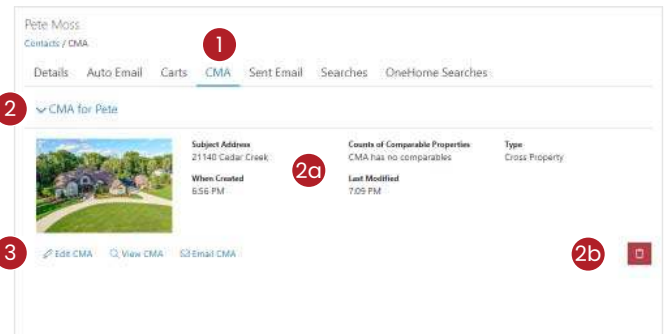 Pete Moss
Contacts / CMA
1
Details Auto Email Carts CMA Sent Email Searches OneHome Searches
2 CMA for Pete
Subject Address Counts of Comparable Properties Type
21140 Cedar Creek 2a CMA has no comparables Cross Property
When Created Last Modified
6:56 PM 7:09 PM
3 Edit CMA View CMA Email CMA 2b